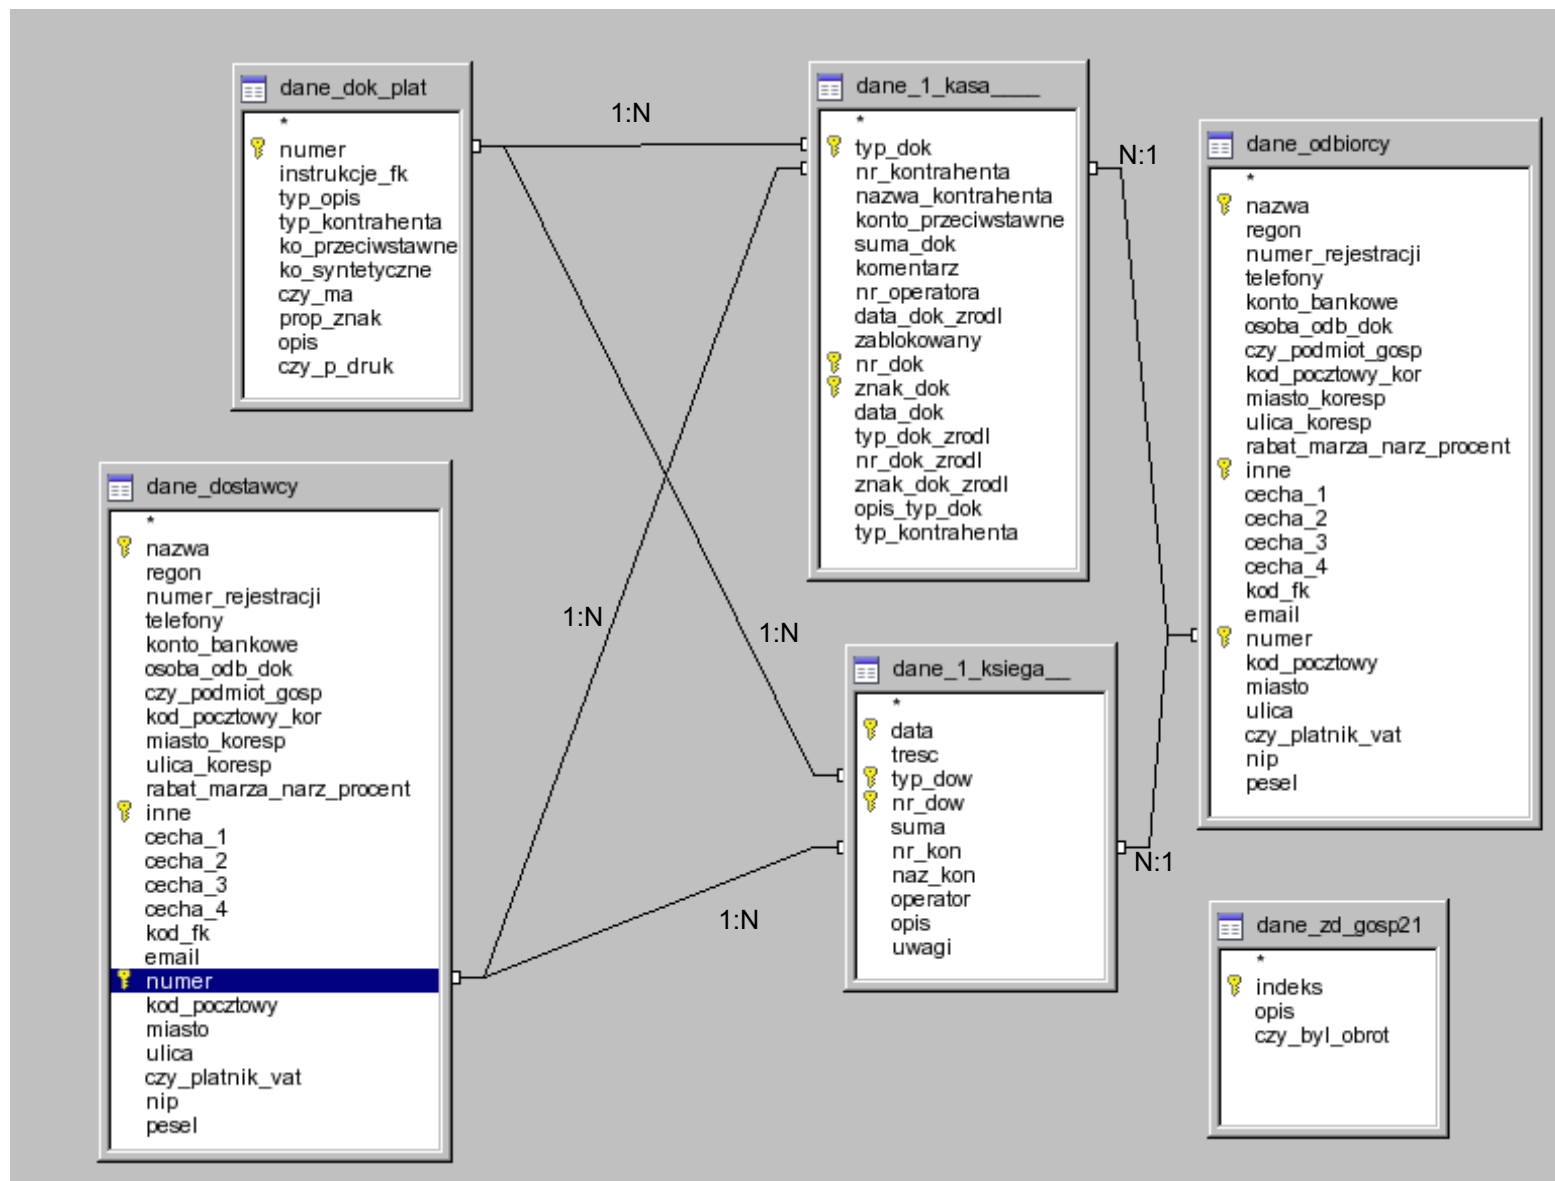 dane_dok_plat
*
numer
instrukcje_fk
typ_opis
typ_kontrahenta
ko_przeciwstawne
ko_syntetyczne
czy_ma
prop_znak
opis
czy_p_druk
1:N
dane_1_kasa____
*
typ_dok
nr_kontrahenta
nazwa_kontrahenta
konto_przeciwstawne
suma_dok
komentarz
nr_operatora
data_dok_zrodl
zablokowany
nr_dok
znak_dok
data_dok
typ_dok_zrodl
nr_dok_zrodl
znak_dok_zrodl
opis_typ_dok
typ_kontrahenta
N:1
dane_odbiorcy
*
nazwa
regon
numer_rejestracji
telefony
konto_bankowe
osoba_odb_dok
czy_podmiot_gosp
kod_pocztowy_kor
miasto_koresp
ulica_koresp
rabat_marza_narz_procent
inne
cecha_1
cecha_2
cecha_3
cecha_4
kod_fk
email
numer
kod_pocztowy
miasto
ulica
czy_platnik_vat
nip
pesel
dane_dostawcy
*
nazwa
regon
numer_rejestracji
telefony
konto_bankowe
osoba_odb_dok
czy_podmiot_gosp
kod_pocztowy_kor
miasto_koresp
ulica_koresp
rabat_marza_narz_procent
inne
cecha_1
cecha_2
cecha_3
cecha_4
kod_fk
email
numer
kod_pocztowy
miasto
ulica
czy_platnik_vat
nip
pesel
1:N
1:N
1:N
dane_1_ksiega__
*
data
tresc
typ_dow
nr_dow
suma
nr_kon
naz_kon
operator
opis
uwagi
N:1
dane_zd_gosp21
*
indeks
opis
czy_byl_obrot